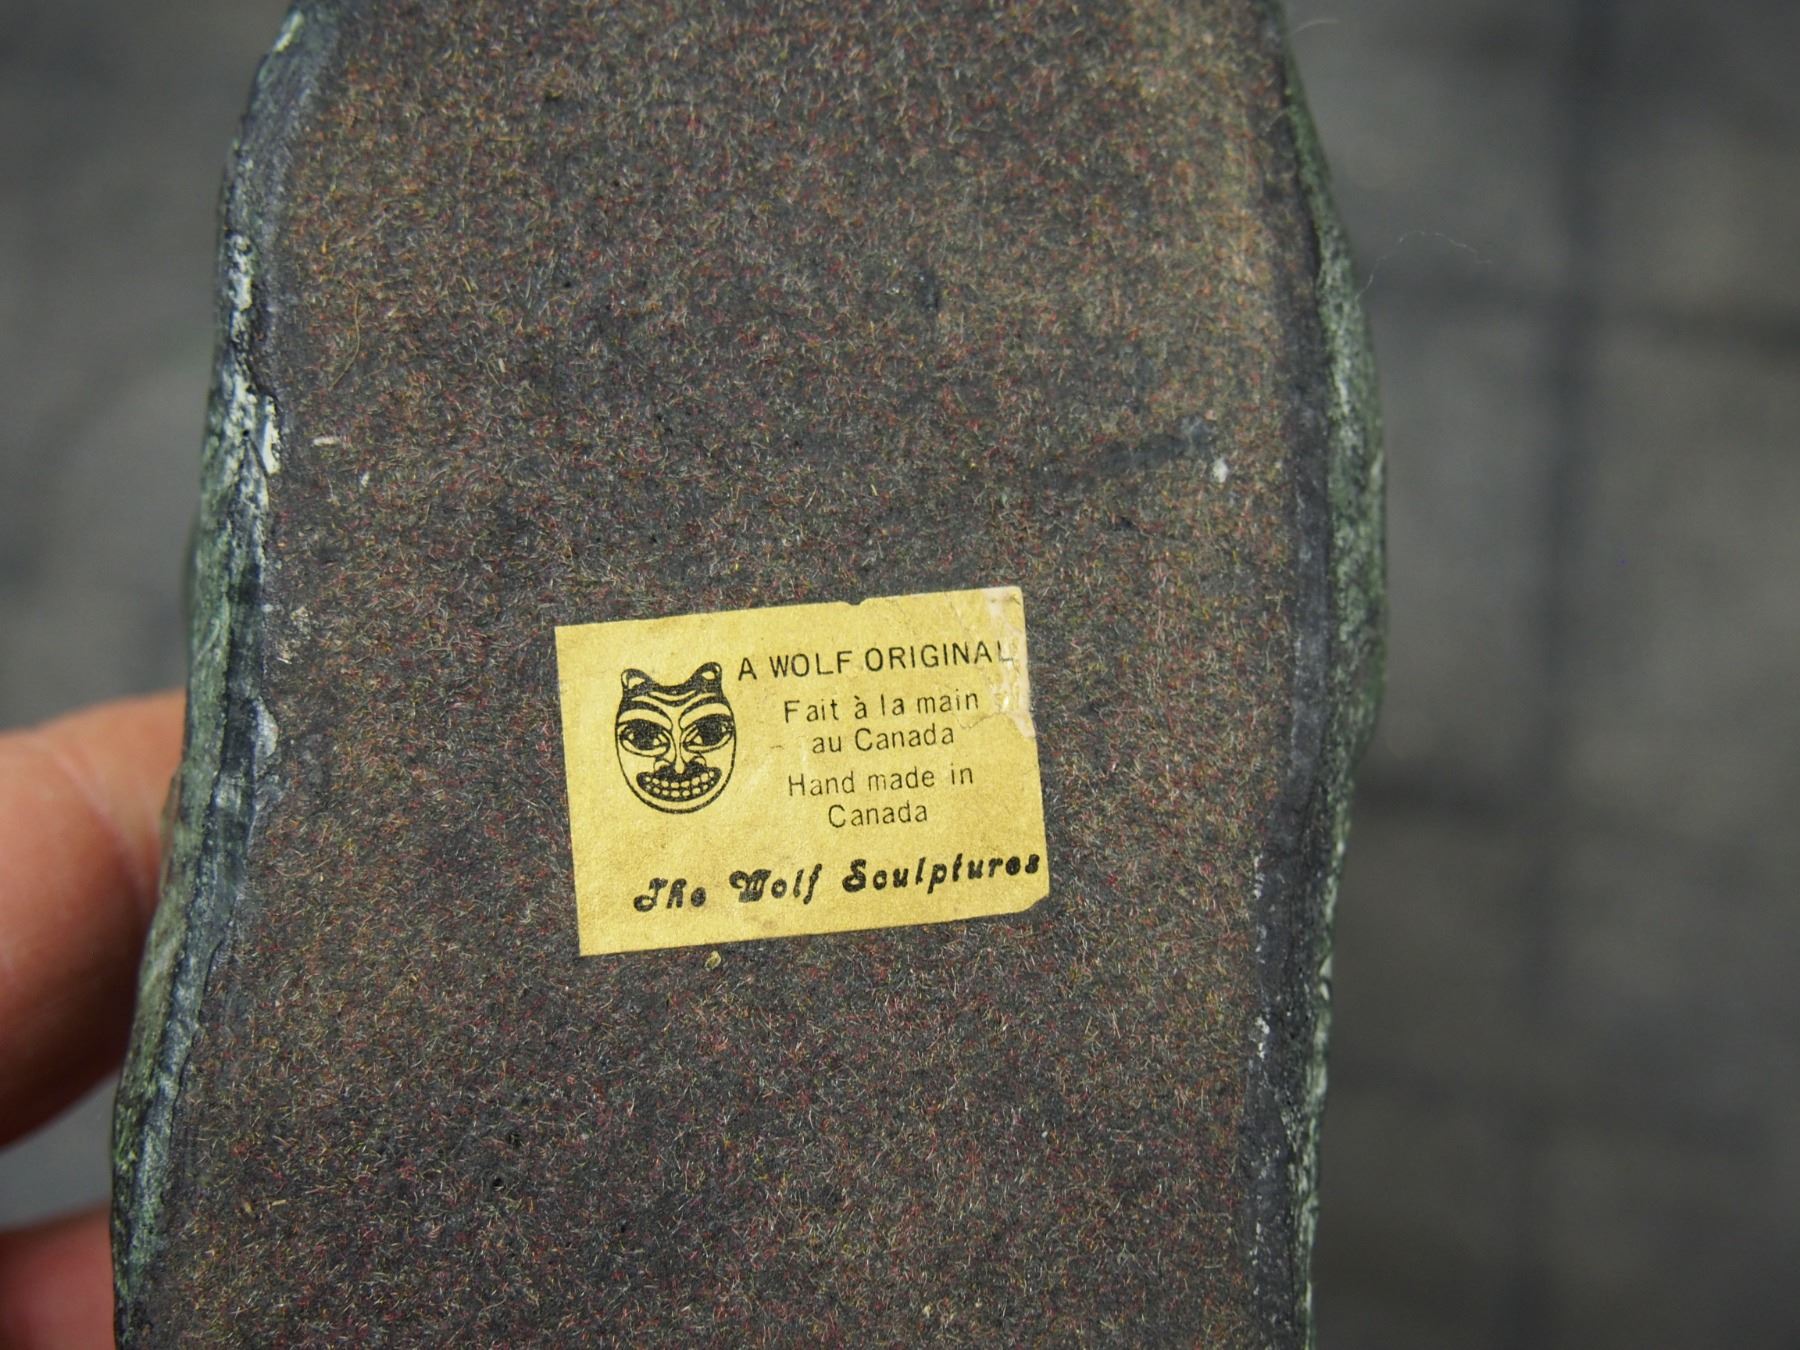 A WOLF ORIGINAL
Fait à la main
au Canada
Hand made in
Canada
The Wolf Sculptures